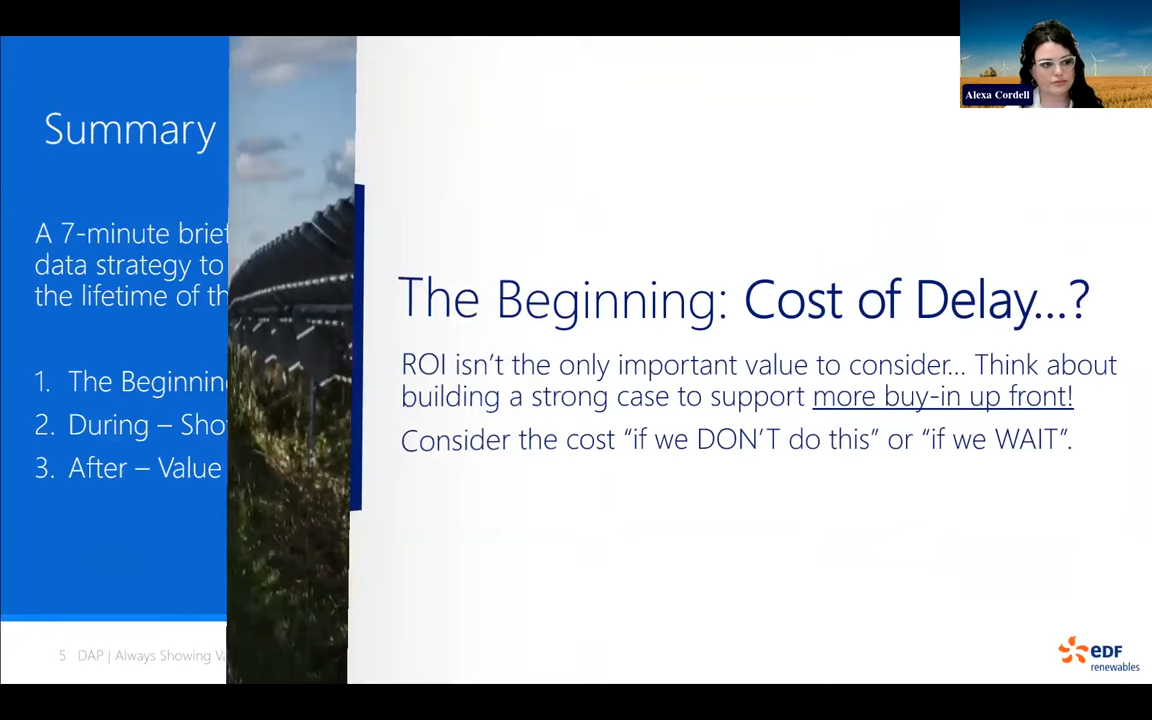 Alexa Cordell
Summary
A 7-minute brief
data strategy to
the lifetime of th
1. The Beginnin
2. During – Sho
3. After – Value
5 DAP | Always Showing Va
The Beginning: Cost of Delay...?
ROI isn't the only important value to consider... Think about
building a strong case to support more buy-in up front!
Consider the cost “if we DON'T do this” or “if we WAIT”.
edf
renewables